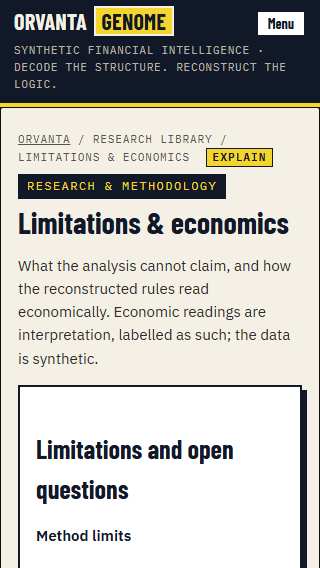 ORVANTA GENOME
Menu
SYNTHETIC FINANCIAL INTELLIGENCE ·
DECODE THE STRUCTURE. RECONSTRUCT THE
LOGIC.
ORVANTA / RESEARCH LIBRARY /
LIMITATIONS & ECONOMICS EXPLAIN
RESEARCH & METHODOLOGY
Limitations & economics
What the analysis cannot claim, and how
the reconstructed rules read
economically. Economic readings are
interpretation, labelled as such; the data
is synthetic.
Limitations and open
questions
Method limits